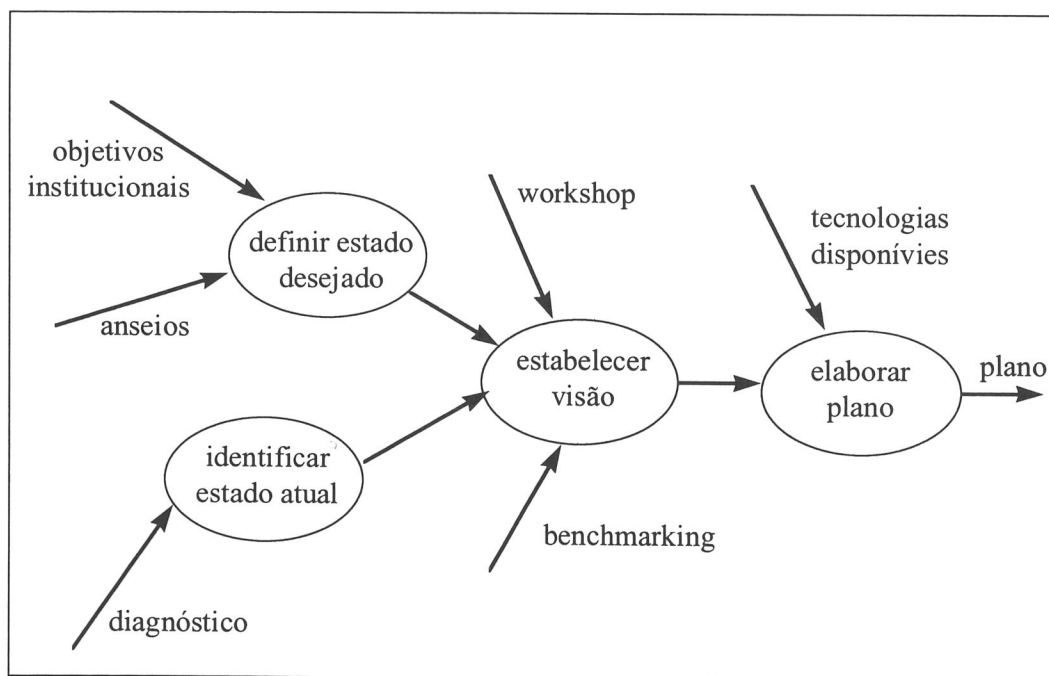 objetivos
institucionais
definir estado
desejado
anseios
workshop
tecnologias
disponívies
estabelecer
visão
elaborar
plano
plano
identificar
estado atual
benchmarking
diagnóstico